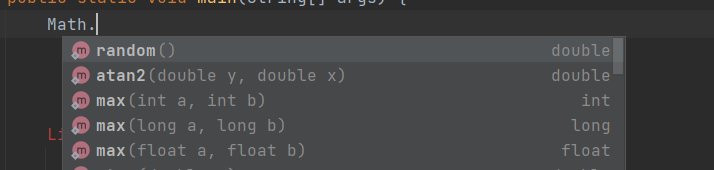 public static void main(String[] args) {
Math.
m random() double
m atan2(double y, double x) double
m max(int a, int b) int
m max(long a, long b) long
m max(float a, float b) float
Li